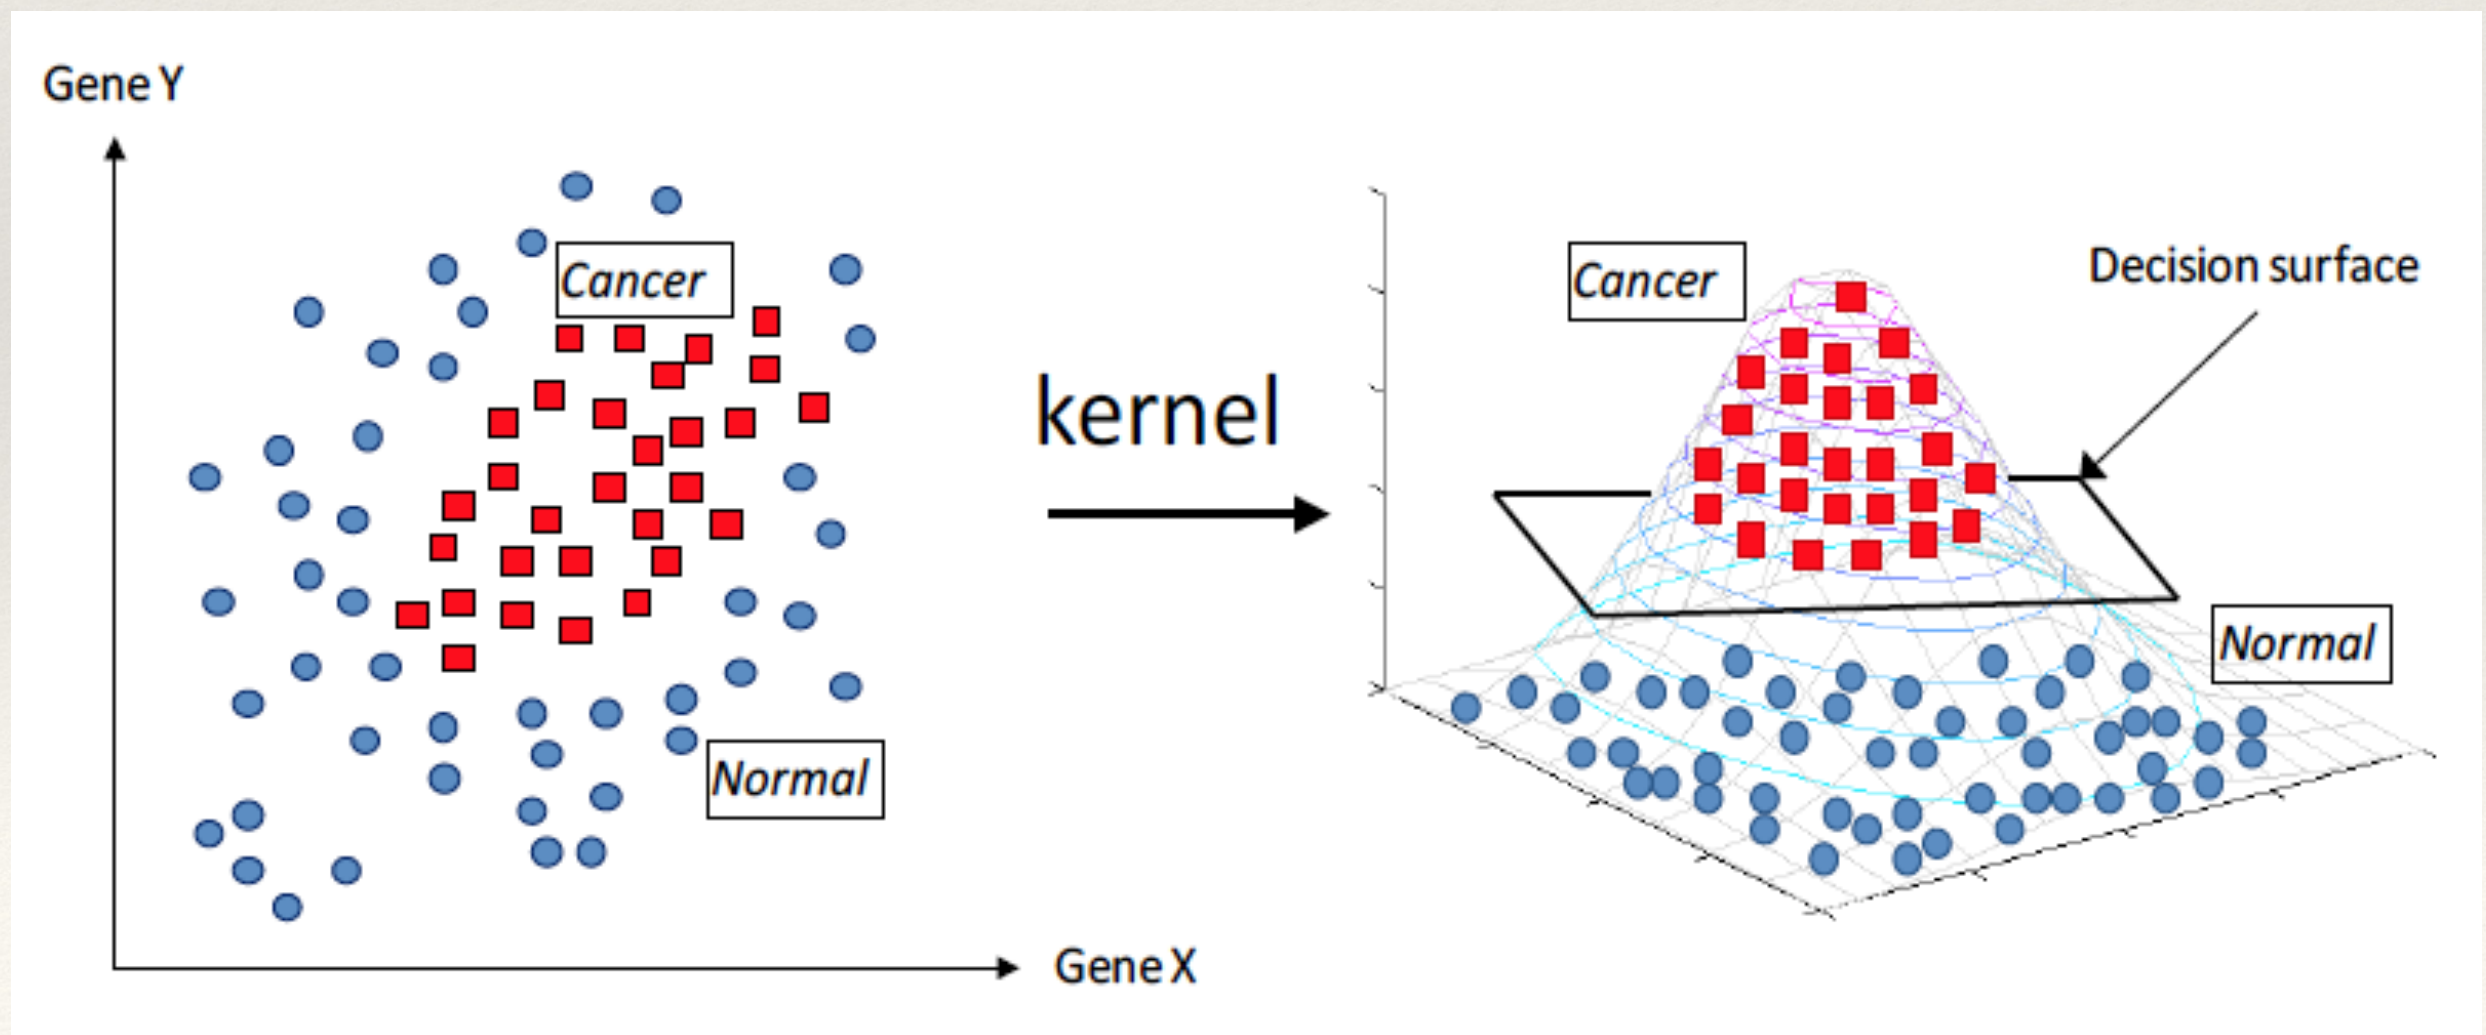 Gene Y
Cancer
Normal
Gene X
kernel
Cancer
Decision surface
Normal